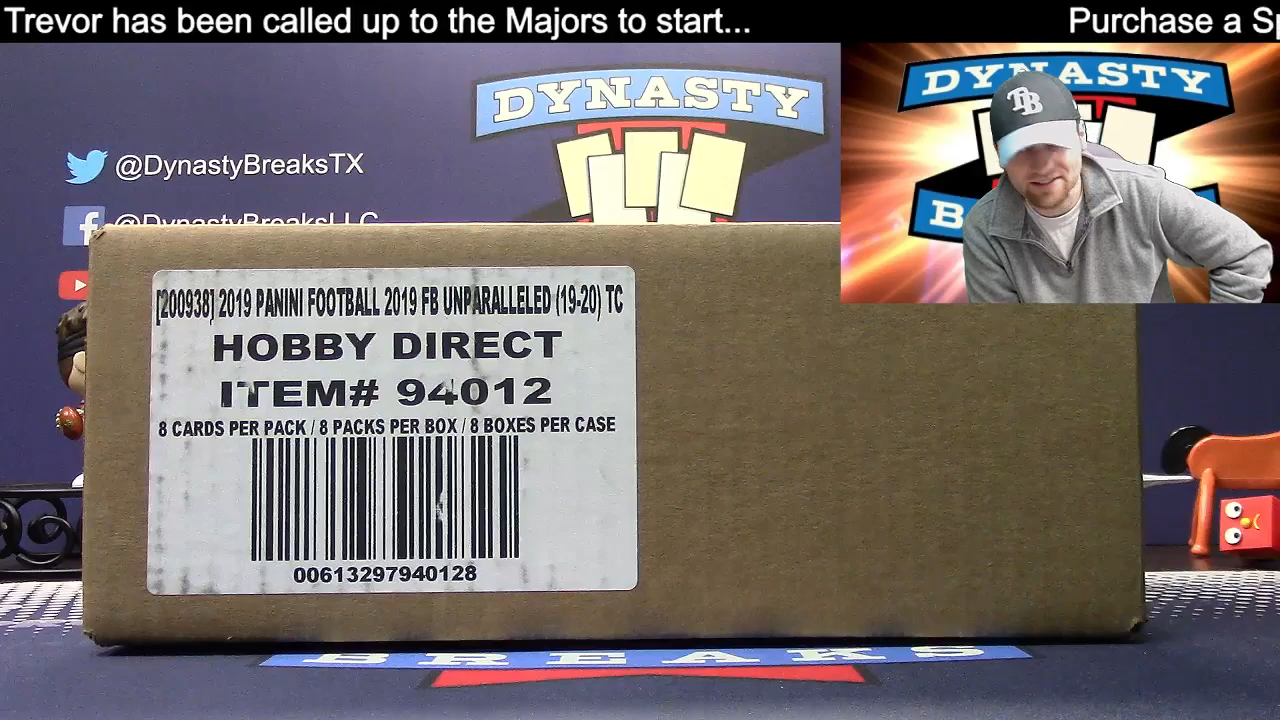 Trevor has been called up to the Majors to start...
Purchase a Sp
DYNASTY
DYNASTY
B
@DynastyBreaksTX
@DynastyBreaksLLC
[200938] 2019 PANINI FOOTBALL 2019 FB UNPARALLELED (19-20) TC
HOBBY DIRECT
ITEM# 94012
8 CARDS PER PACK / 8 PACKS PER BOX / 8 BOXES PER CASE
00613297940128
BREAKS
TB